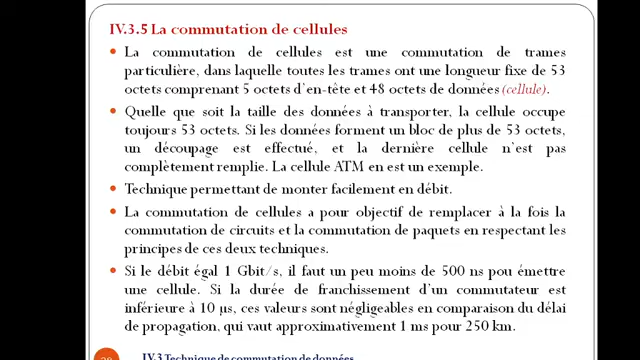 IV.3.5 La commutation de cellules
• La commutation de cellules est une commutation de trames
particulière, dans laquelle toutes les trames ont une longueur fixe de 53
octets comprenant 5 octets d'en-tête et 48 octets de données (cellule).
• Quelle que soit la taille des données à transporter, la cellule occupe
toujours 53 octets. Si les données forment un bloc de plus de 53 octets,
un découpage est effectué, et la dernière cellule n'est pas
complètement remplie. La cellule ATM en est un exemple.
• Technique permettant de monter facilement en débit.
• La commutation de cellules a pour objectif de remplacer à la fois la
commutation de circuits et la commutation de paquets en respectant les
principes de ces deux techniques.
• Si le débit égal 1 Gbit/s, il faut un peu moins de 500 ns pou émettre
une cellule. Si la durée de franchissement d'un commutateur est
inférieure à 10 µs, ces valeurs sont négligeables en comparaison du délai
de propagation, qui vaut approximativement 1 ms pour 250 km.
IV.3 Technique de commutation de données